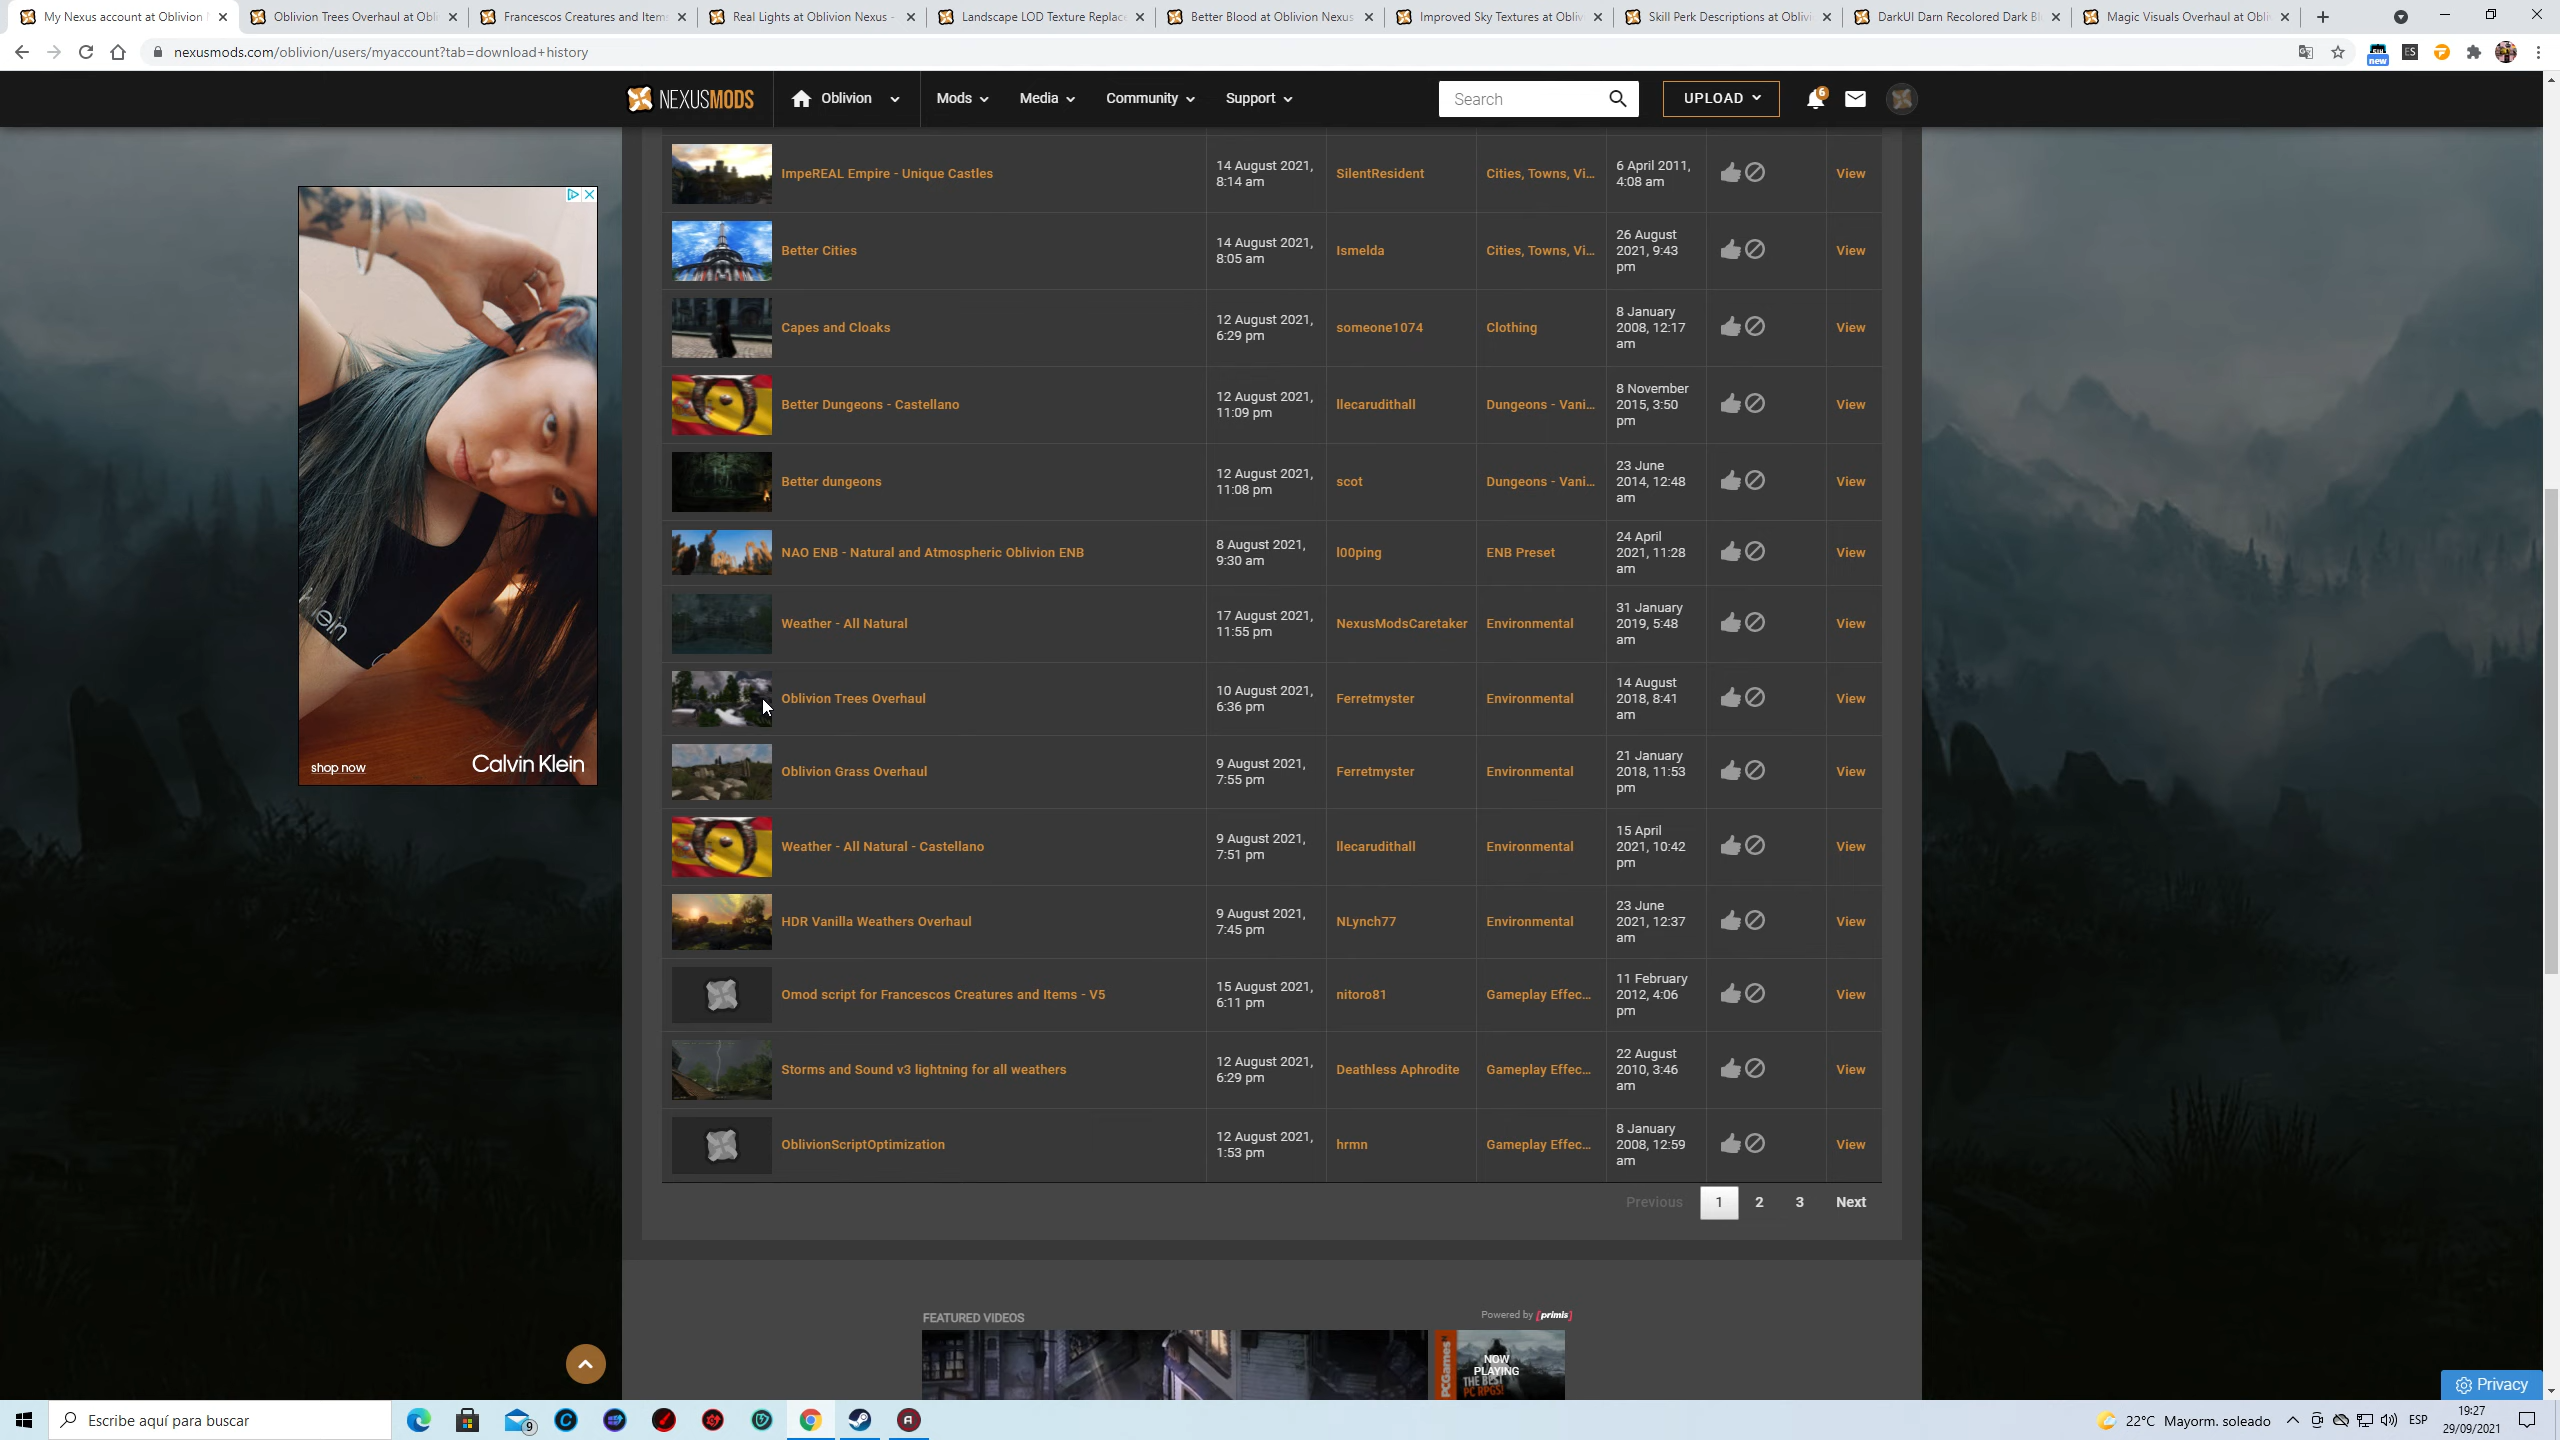 My Nexus account at Oblivion
Oblivion Trees Overhaul at Obli
Francescos Creatures and Item
Real Lights at Oblivion Nexus -
Landscape LOD Texture Replac
Better Blood at Oblivion Nexus
Improved Sky Textures at Obliv
Skill Perk Descriptions at Oblivi
DarkUI Darn Recolored Dark Bl
Magic Visuals Overhaul at Obli
nexusmods.com/oblivion/users/myaccount?tab=download+history
ES
new
NEXUSMODS
Oblivion
Mods
Media
Community
Support
Search
UPLOAD
6
ImpeREAL Empire - Unique Castles
14 August 2021,
8:14 am
SilentResident
Cities, Towns, Vi...
6 April 2011,
4:08 am
View
Better Cities
14 August 2021,
8:05 am
Ismelda
Cities, Towns, Vi...
26 August
2021, 9:43
pm
View
Capes and Cloaks
12 August 2021,
6:29 pm
someone1074
Clothing
8 January
2008, 12:17
am
View
Better Dungeons - Castellano
12 August 2021,
11:09 pm
llecarudithall
Dungeons - Vani...
8 November
2015, 3:50
pm
View
Better dungeons
12 August 2021,
11:08 pm
scot
Dungeons - Vani...
23 June
2014, 12:48
am
View
NAO ENB - Natural and Atmospheric Oblivion ENB
8 August 2021,
9:30 am
l00ping
ENB Preset
24 April
2021, 11:28
am
View
Weather - All Natural
17 August 2021,
11:55 pm
NexusModsCaretaker
Environmental
31 January
2019, 5:48
am
View
Oblivion Trees Overhaul
10 August 2021,
6:36 pm
Ferretmyster
Environmental
14 August
2018, 8:41
am
View
Oblivion Grass Overhaul
9 August 2021,
7:55 pm
Ferretmyster
Environmental
21 January
2018, 11:53
pm
View
Weather - All Natural - Castellano
9 August 2021,
7:51 pm
llecarudithall
Environmental
15 April
2021, 10:42
pm
View
HDR Vanilla Weathers Overhaul
9 August 2021,
7:45 pm
NLynch77
Environmental
23 June
2021, 12:37
am
View
Omod script for Francescos Creatures and Items - V5
15 August 2021,
6:11 pm
nitoro81
Gameplay Effec...
11 February
2012, 4:06
pm
View
Storms and Sound v3 lightning for all weathers
12 August 2021,
6:29 pm
Deathless Aphrodite
Gameplay Effec...
22 August
2010, 3:46
am
View
OblivionScriptOptimization
12 August 2021,
1:53 pm
hrmn
Gameplay Effec...
8 January
2008, 12:59
am
View
Previous
1
2
3
Next
klein
shop now
Calvin Klein
FEATURED VIDEOS
Powered by [primis]
PCGamesN
NOW
PLAYING
THE BEST
PC RPGS!
Privacy
Escribe aquí para buscar
9
22°C Mayorm. soleado
ESP
19:27
29/09/2021